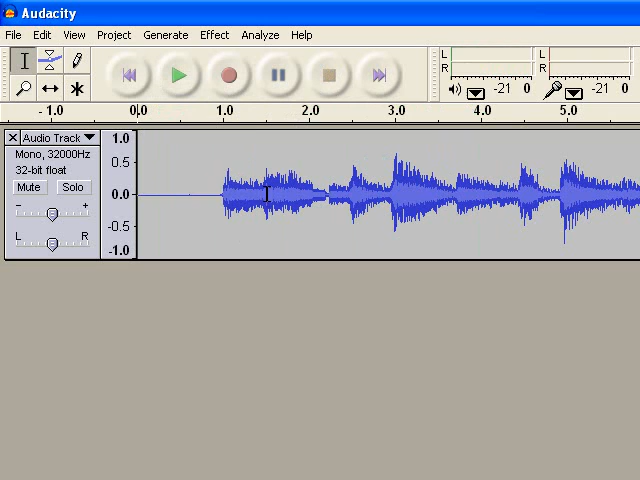 Audacity
File Edit View Project Generate Effect Analyze Help
L
R
-21 0
L
R
-21 0
- 1.0 0.0 1.0 2.0 3.0 4.0 5.0
X Audio Track
Mono, 32000Hz
32-bit float
Mute Solo
- +
L R
1.0
0.5
0.0
-0.5
-1.0